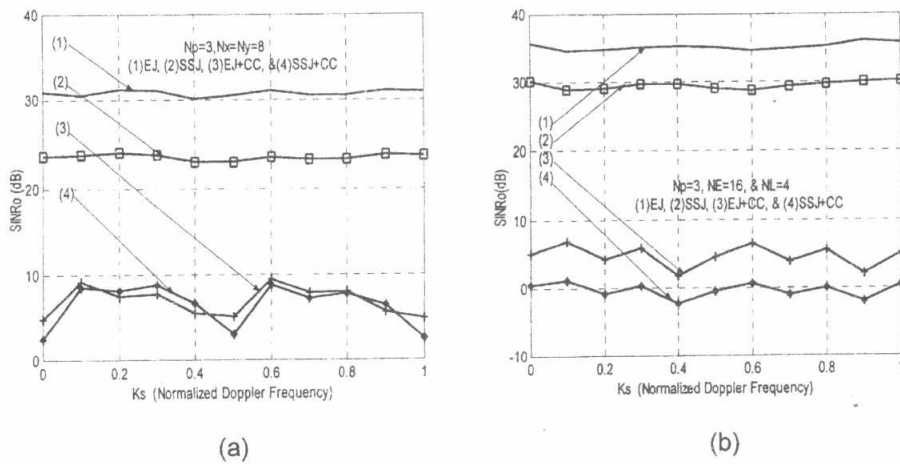 40
(1)
Np=3,Nx=Ny=8
(1)EJ, (2)SSJ, (3)EJ+CC, &(4)SSJ+CC
(2)
30
(3)
20
(4)
10
0
SINRo (dB)
0 0.2 0.4 0.6 0.8 1
Ks (Normalized Doppler Frequency)
(a)
40
30
(1)
(2)
20
(3)
(4)
Np=3, NE=16, & NL=4
(1)EJ, (2)SSJ, (3)EJ+CC, & (4)SSJ+CC
10
0
-10
SINRo(dB)
0 0.2 0.4 0.6 0.8 1
Ks (Normalized Doppler Frequency)
(b)